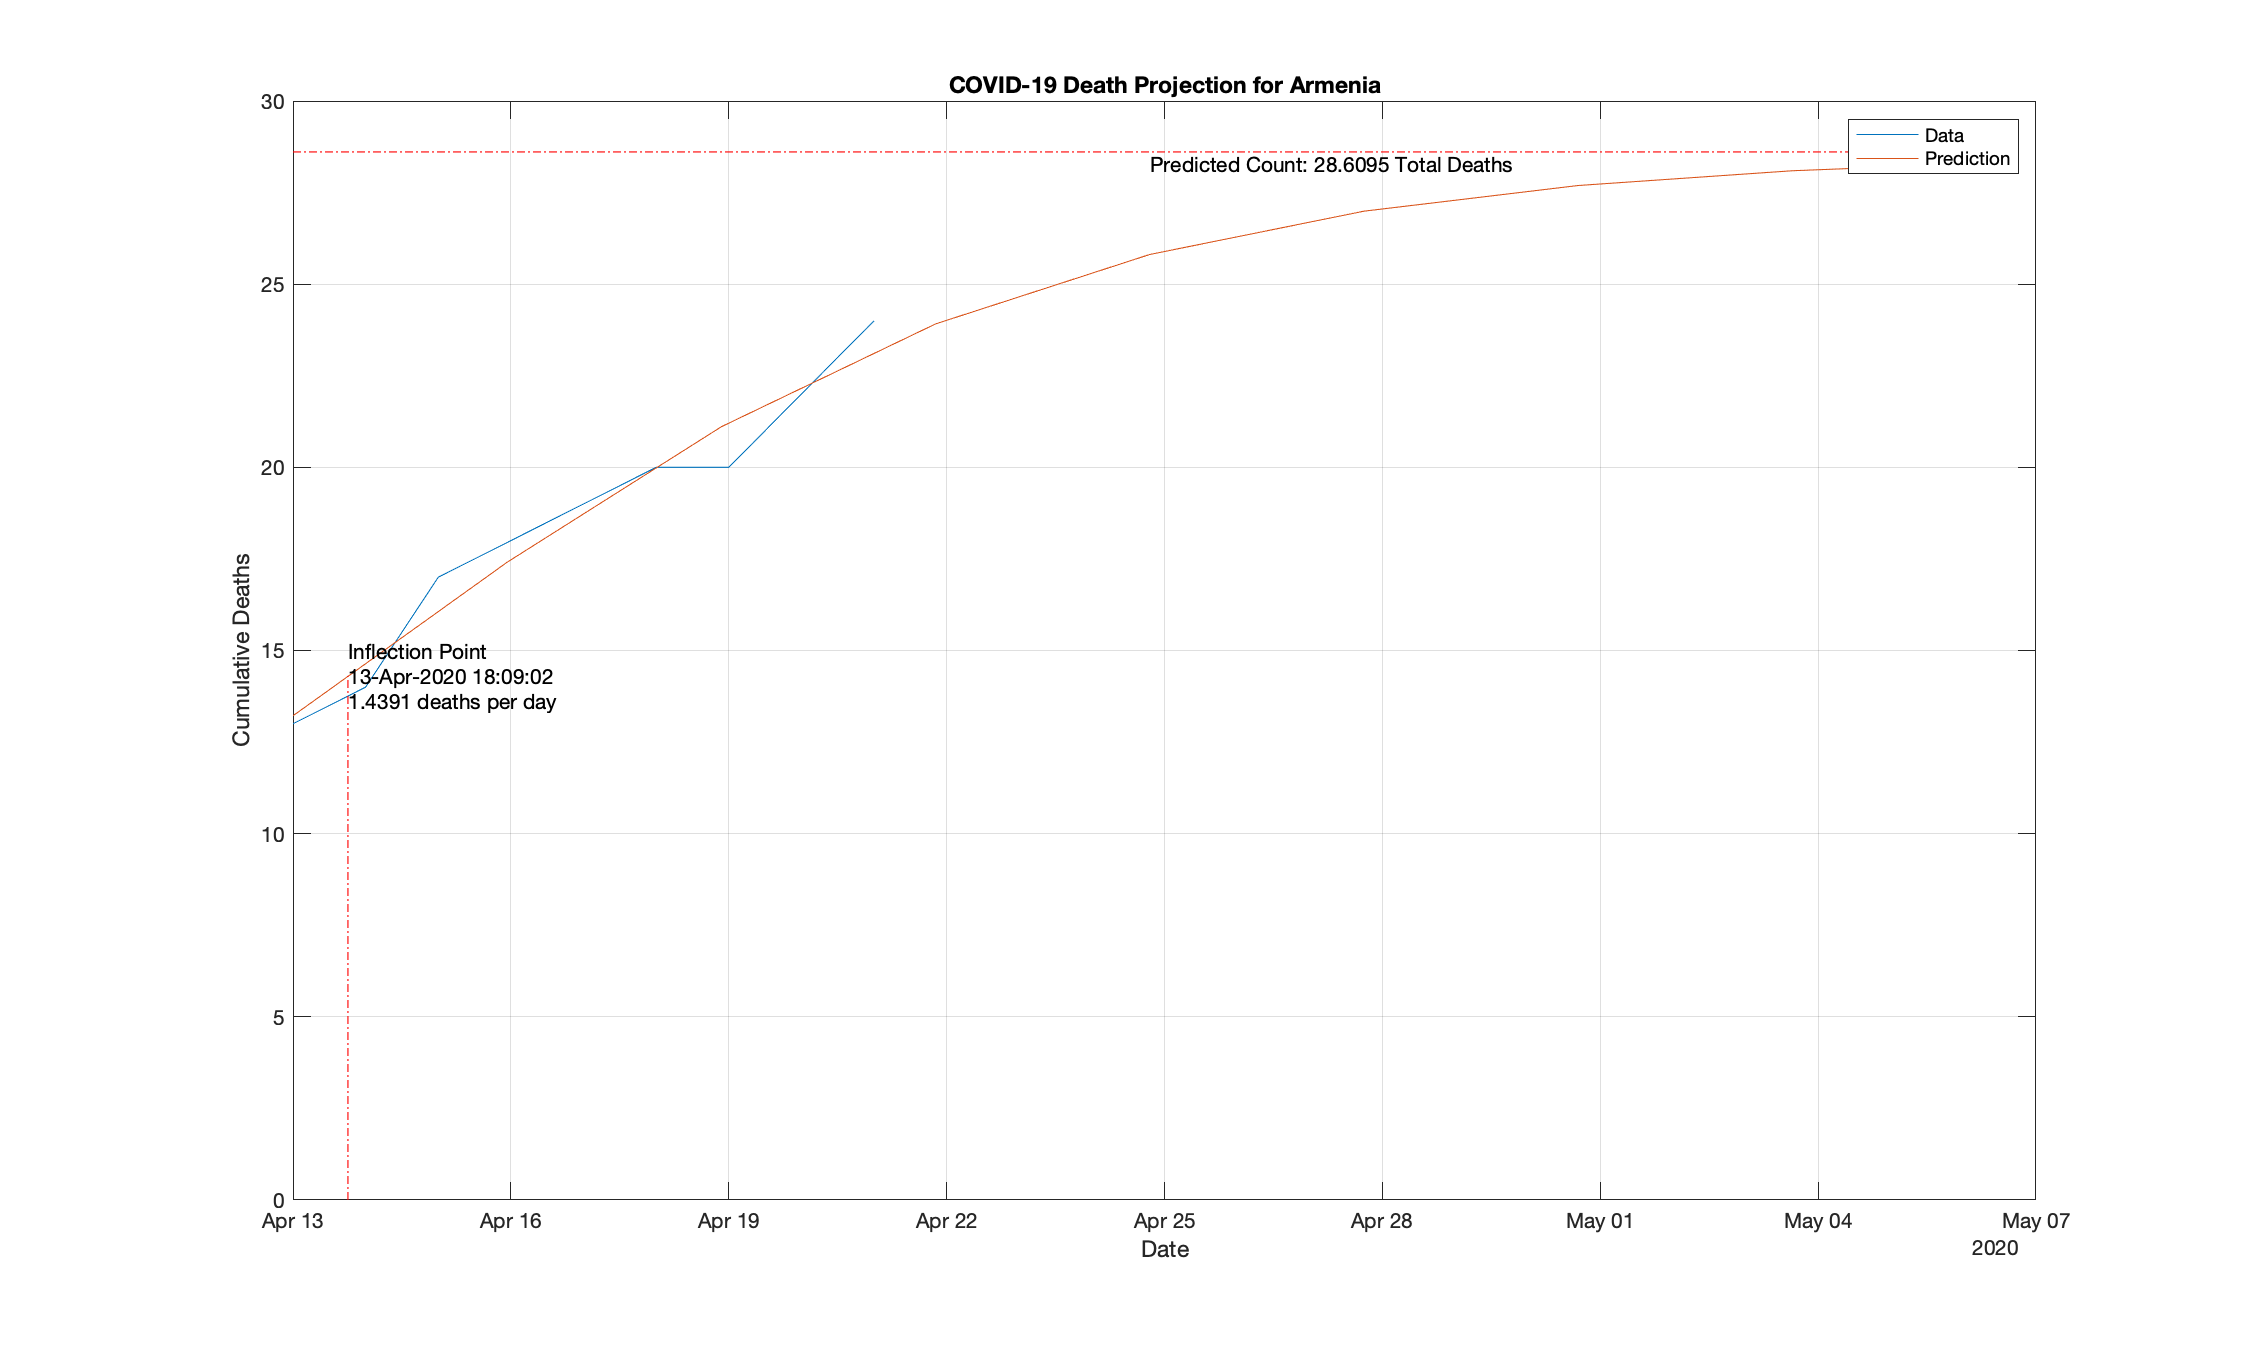 COVID-19 Death Projection for Armenia
30
25
20
15
10
5
0
Cumulative Deaths
Data
Prediction
Predicted Count: 28.6095 Total Deaths
Inflection Point
13-Apr-2020 18:09:02
1.4391 deaths per day
Apr 13
Apr 16
Apr 19
Apr 22
Apr 25
Apr 28
May 01
May 04
May 07
Date
2020